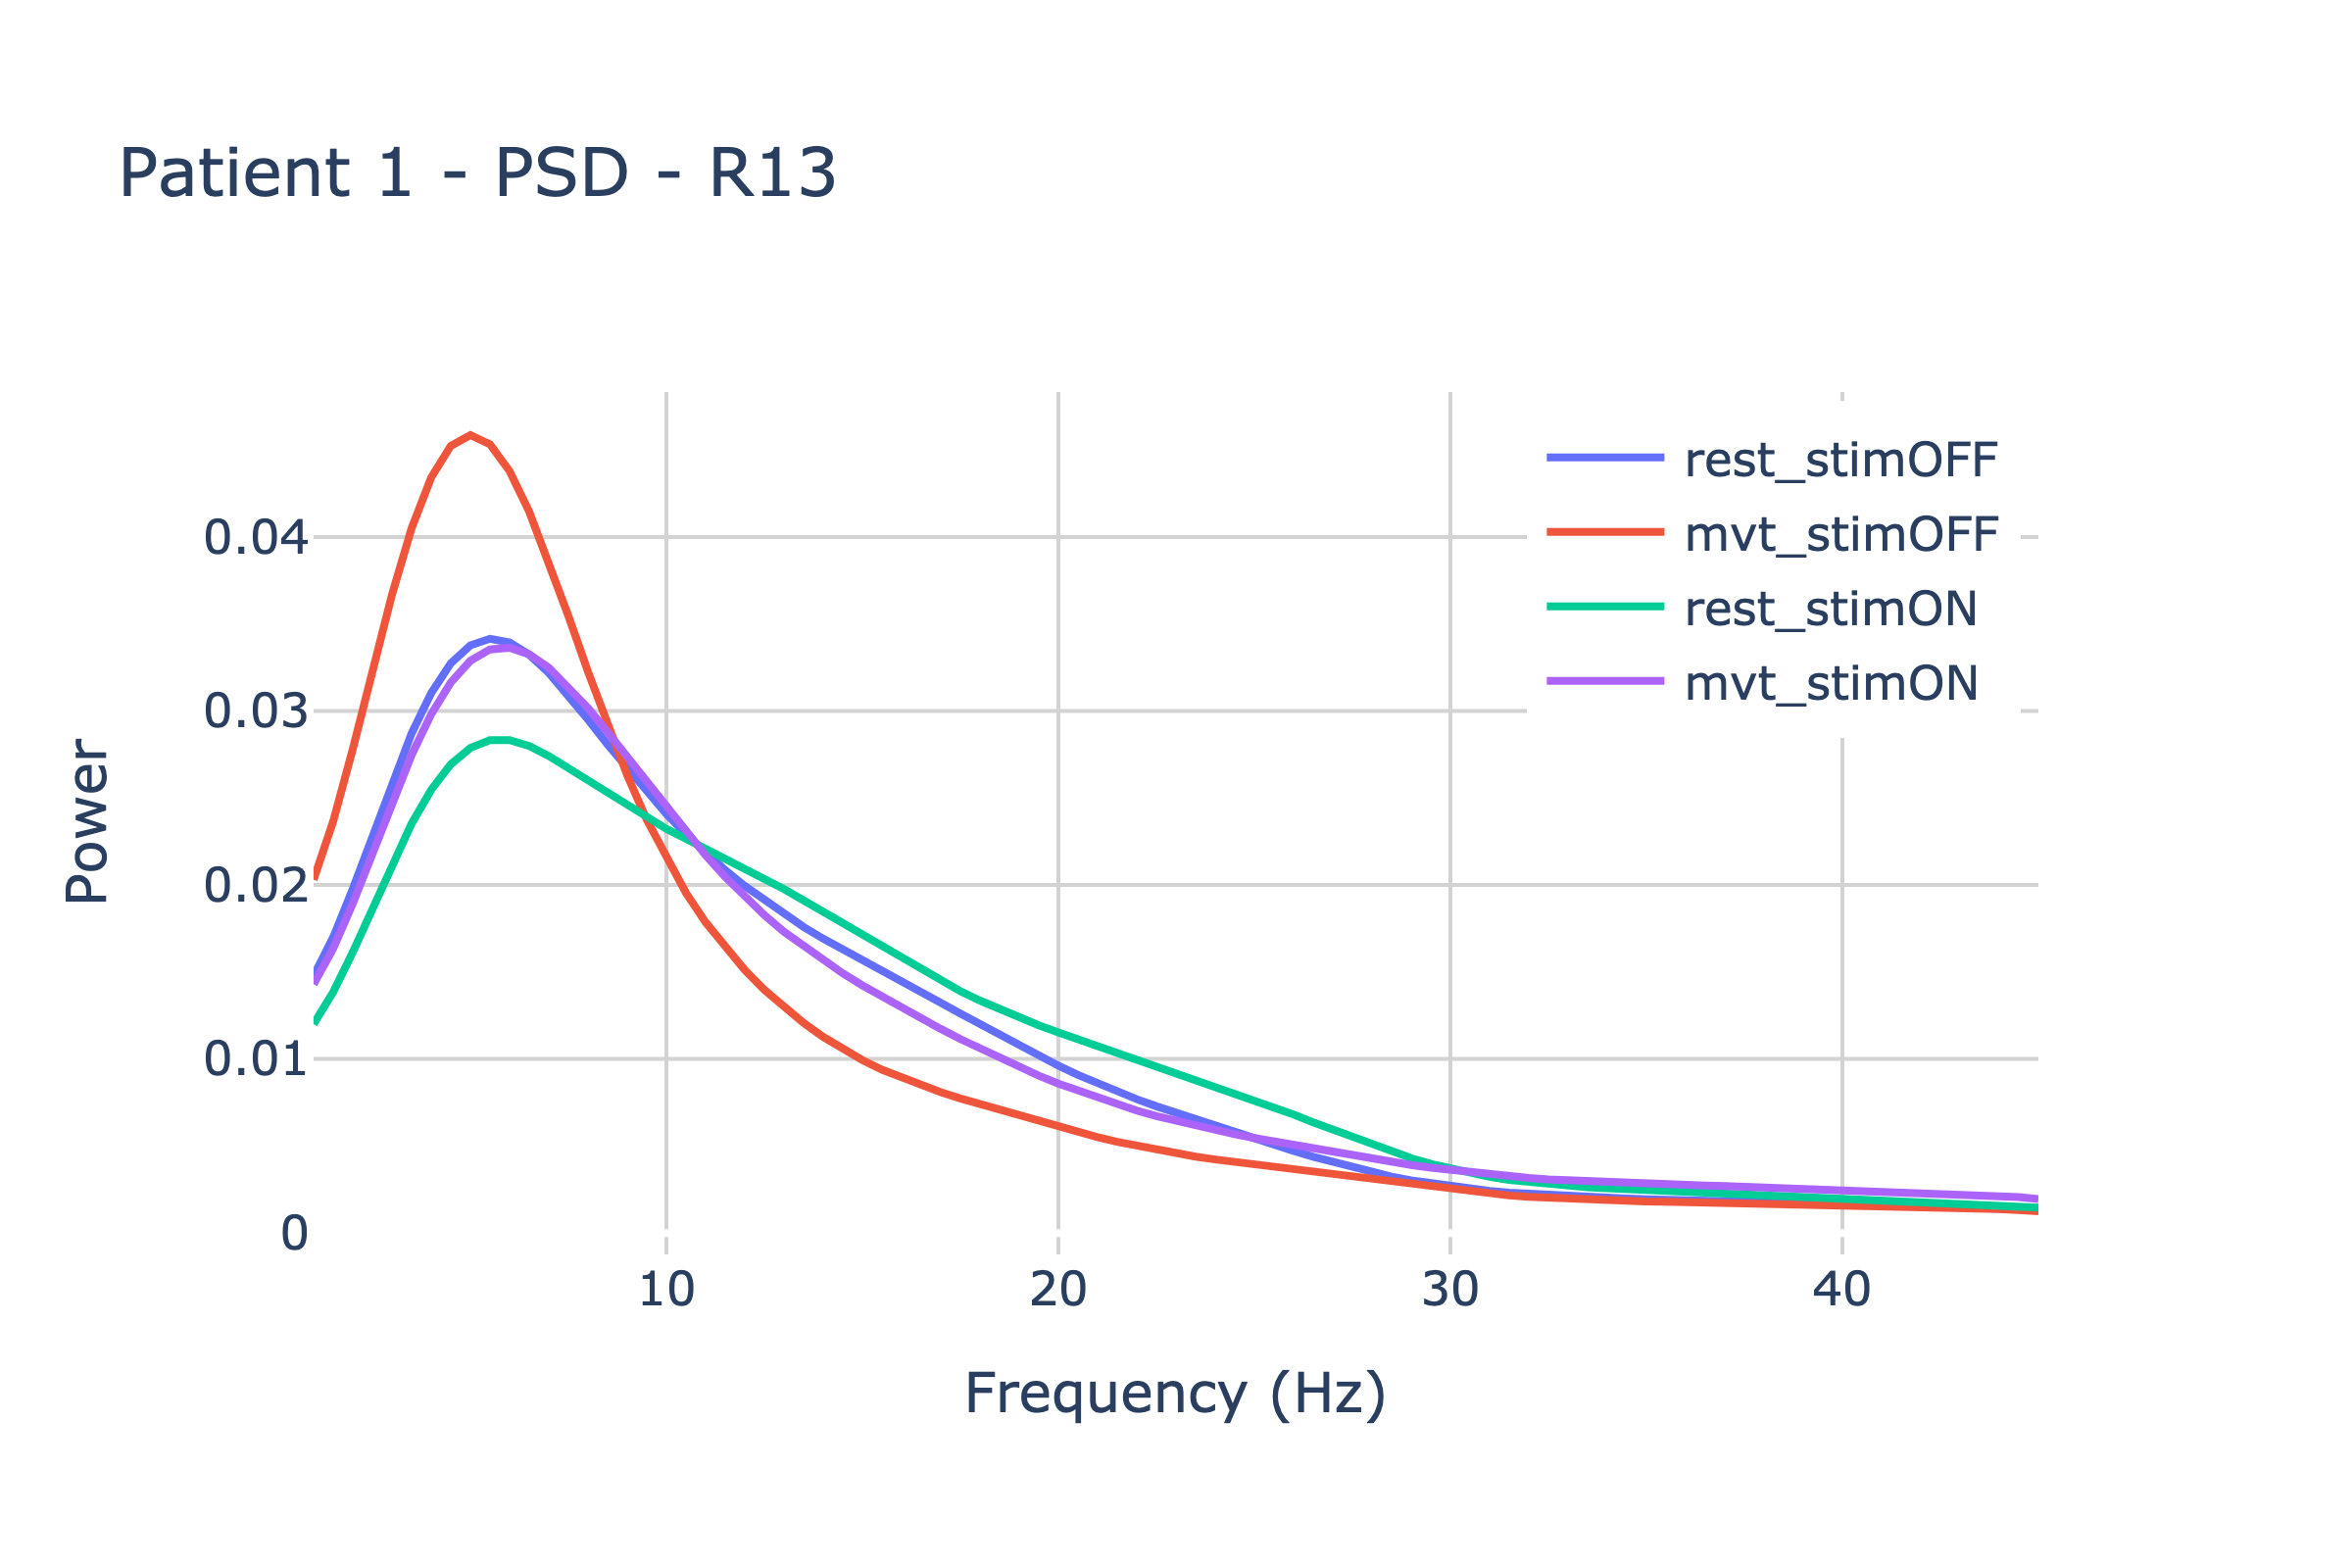 Patient 1 - PSD - R13
rest_stimOFF
mvt_stimOFF
rest_stimON
mvt_stimON
Power
0.04
0.03
0.02
0.01
0
10 20 30 40
Frequency (Hz)